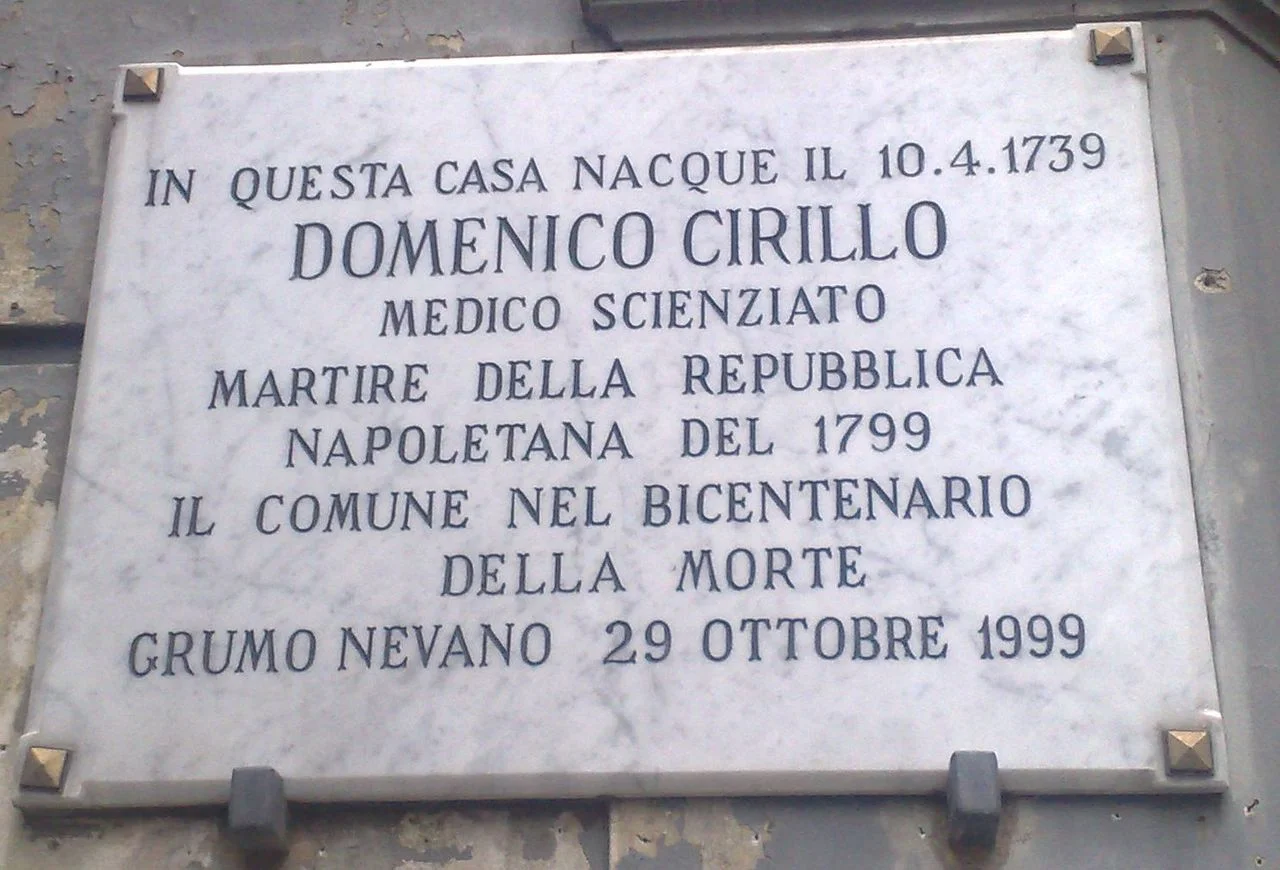 IN QUESTA CASA NACQUE IL 10.4.1739
DOMENICO CIRILLO
MEDICO SCIENZIATO
MARTIRE DELLA REPUBBLICA
NAPOLETANA DEL 1799
IL COMUNE NEL BICENTENARIO
DELLA MORTE
GRUMO NEVANO 29 OTTOBRE 1999